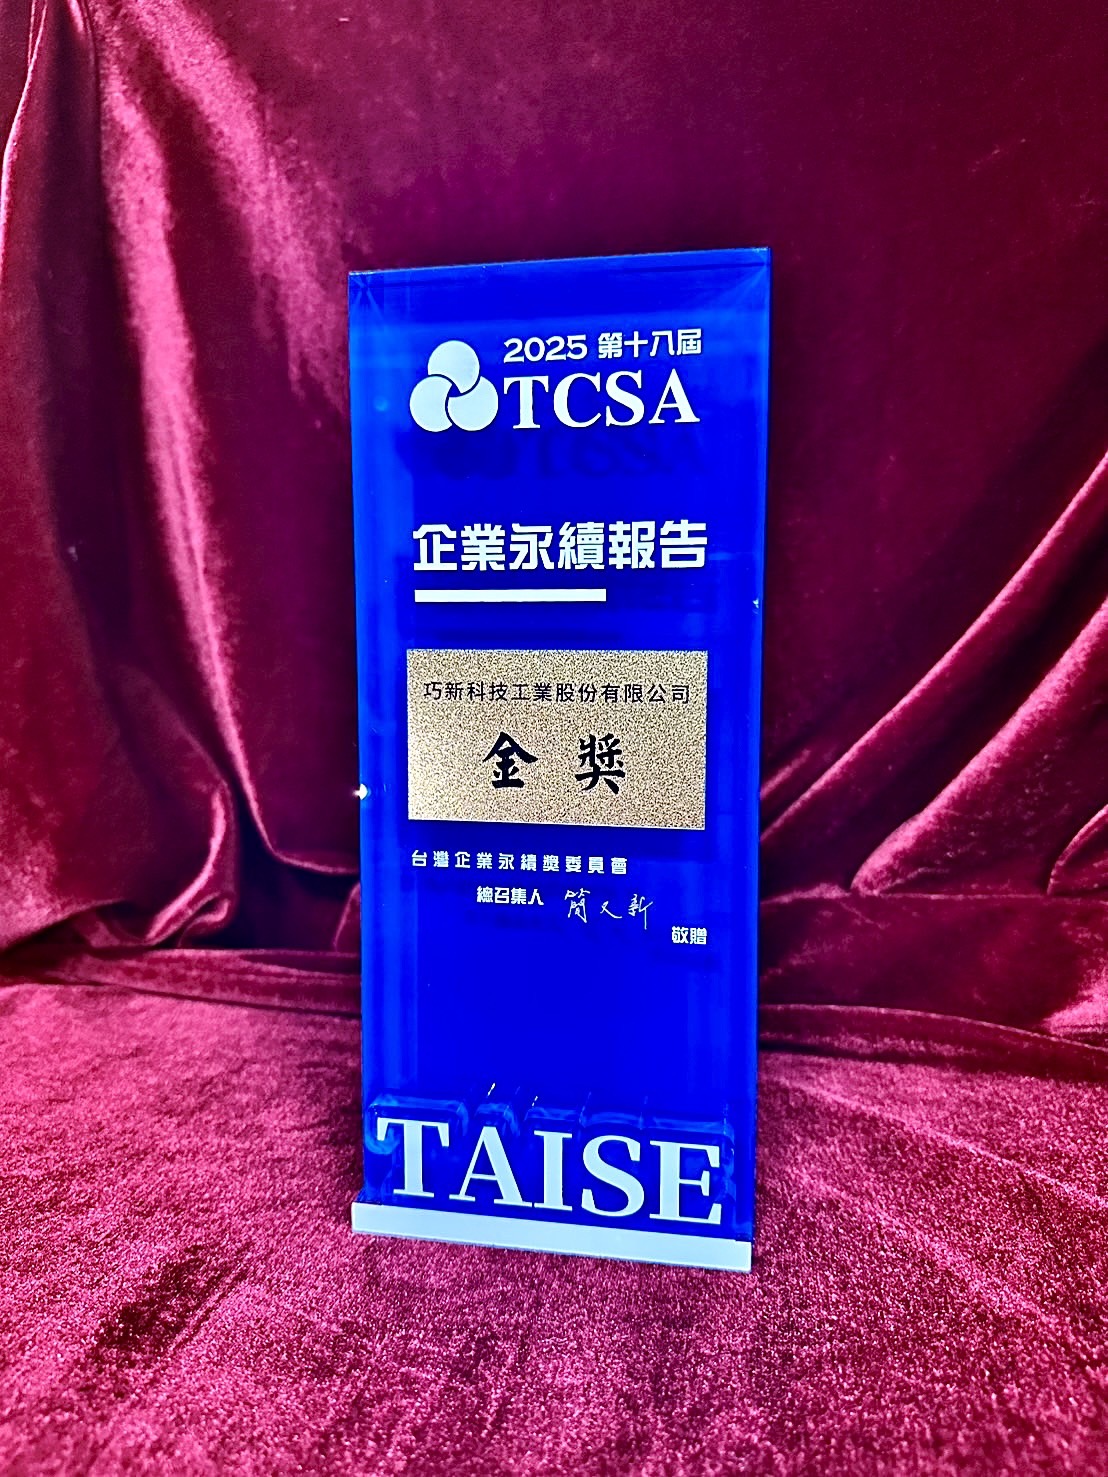 2025 第十八屆
TCSA
企業永續報告
巧新科技工業股份有限公司
金獎
台灣企業永續獎委員會
總召集人 簡又新
敬贈
TAISE